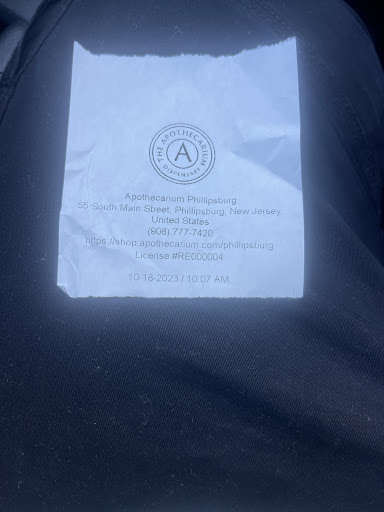 THE APOTHECARIUM
A
DISPENSARY
Apothecarium Phillipsburg
55 South Main Street, Phillipsburg, New Jersey,
United States
(908) 777-7420
https://shop.apothecarium.com/phillipsburg
License #RE000004
10-18-2023 / 10:07 AM